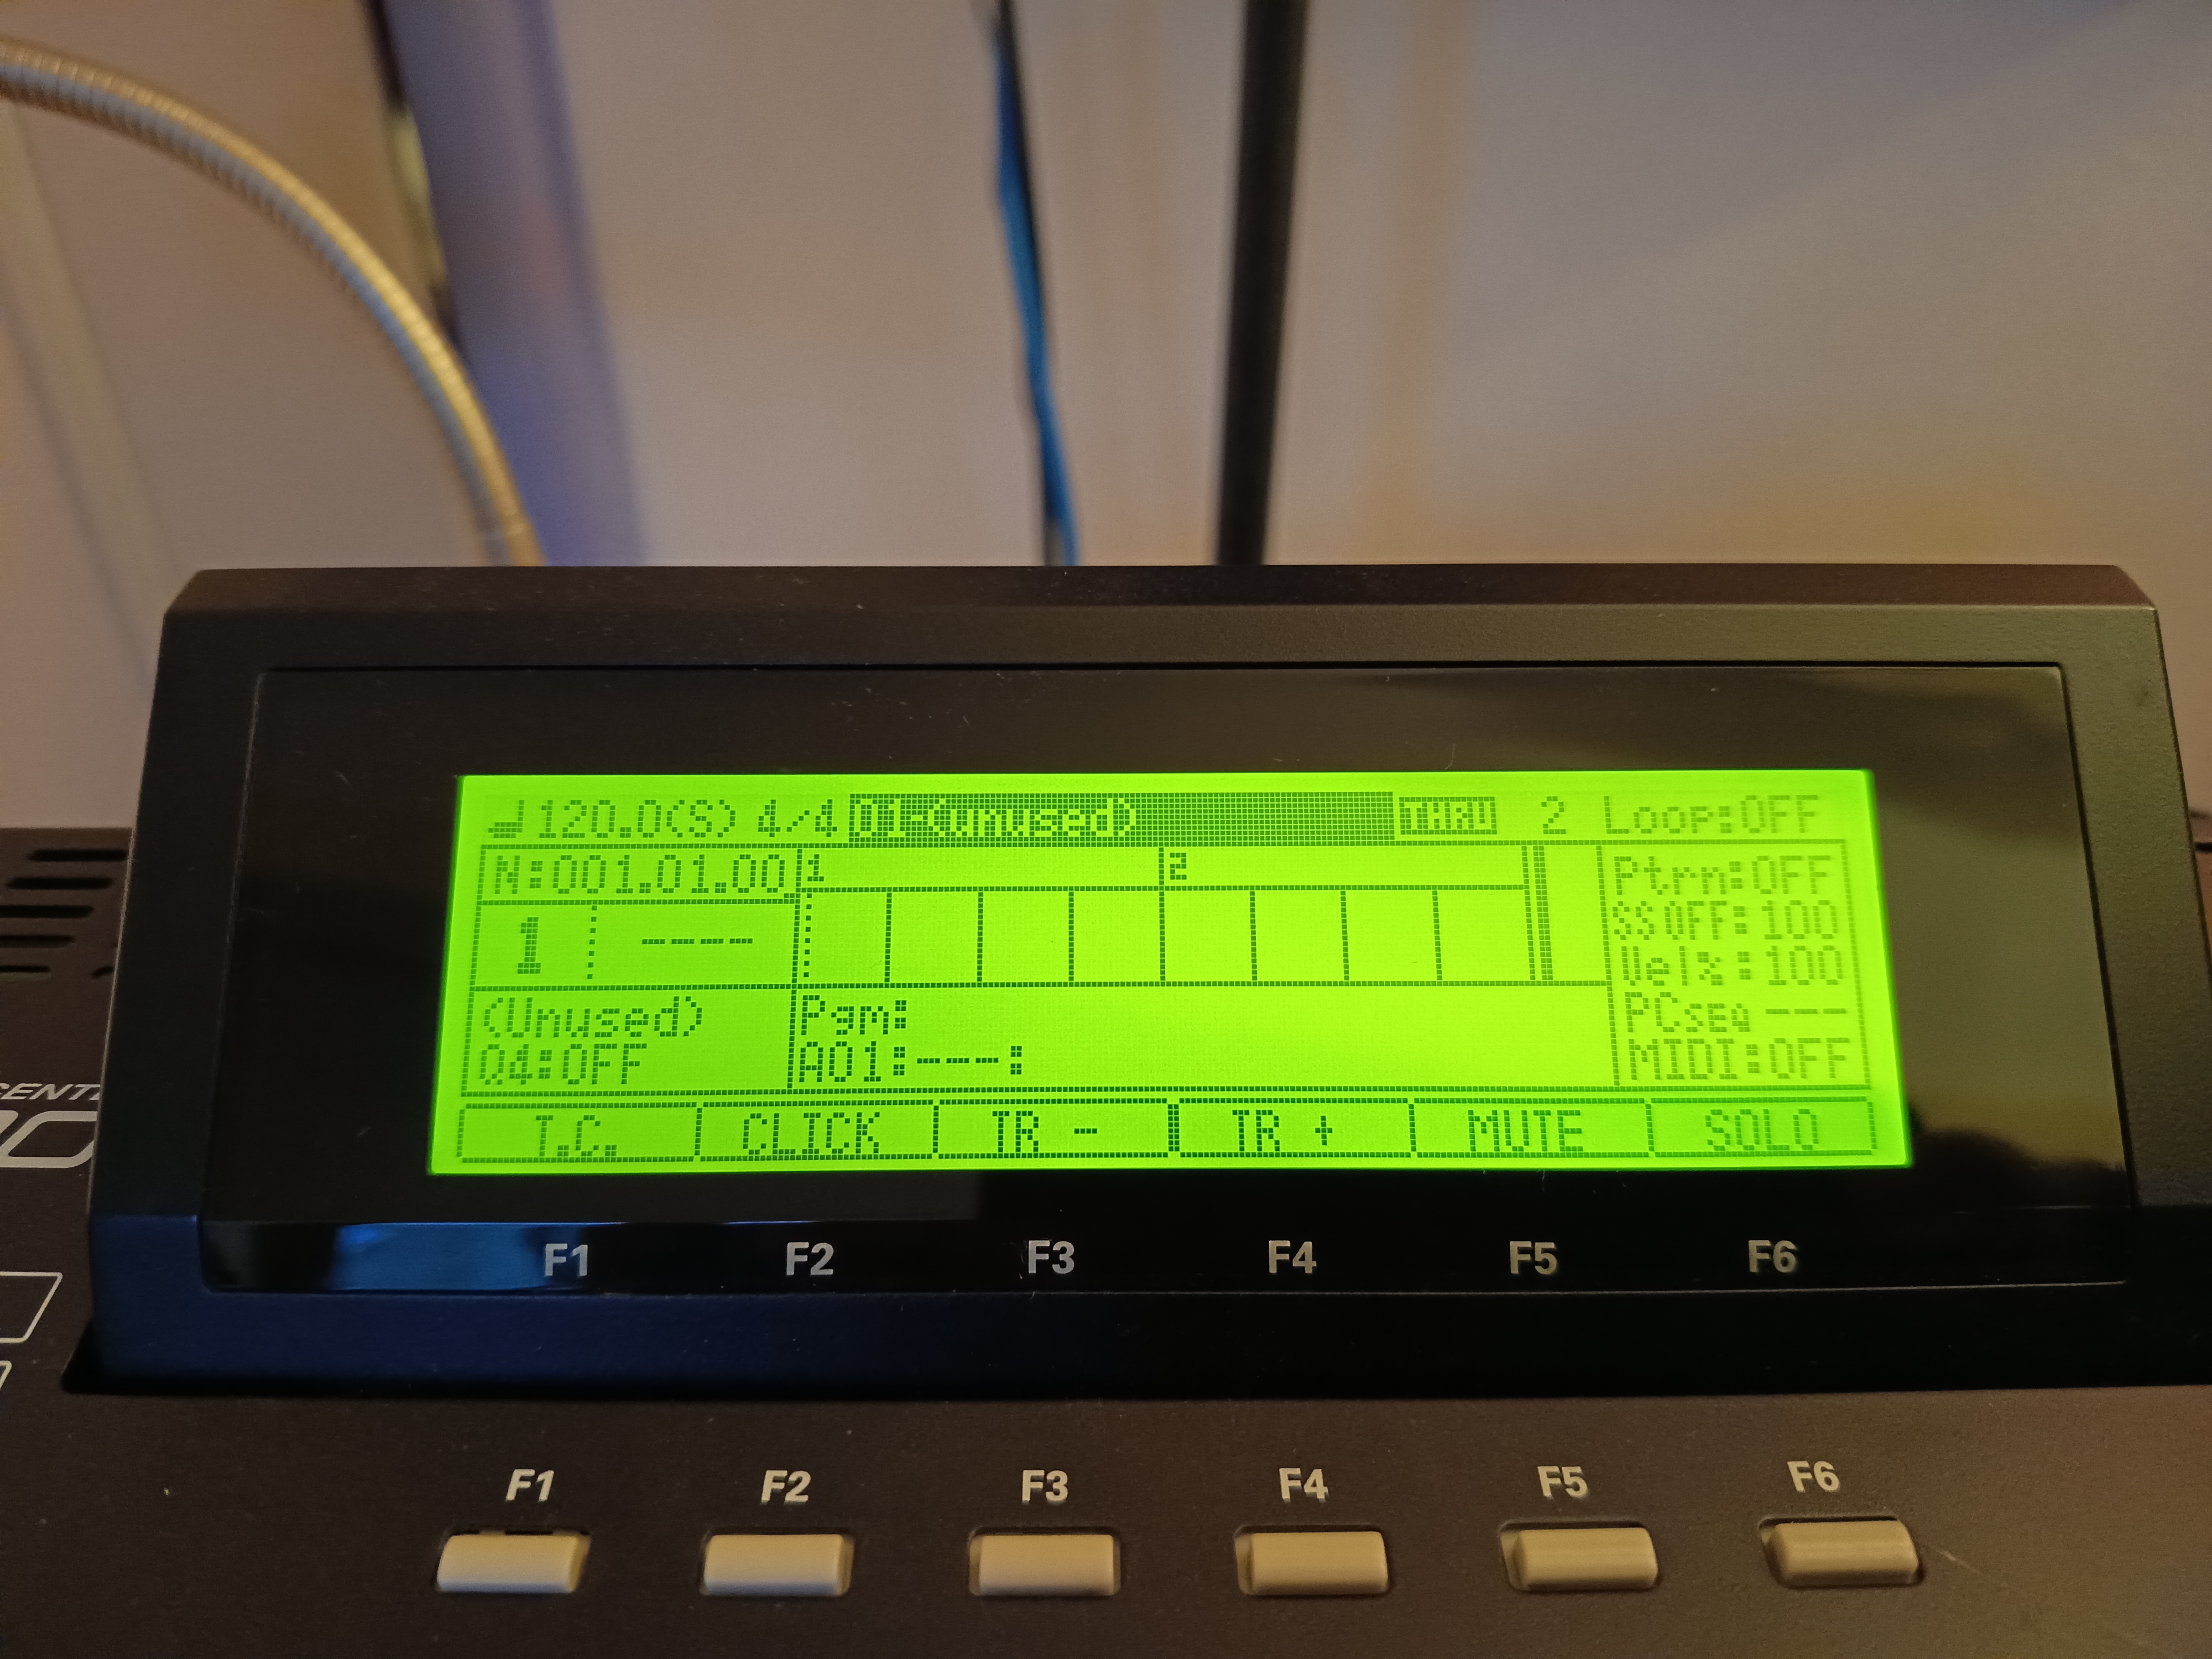 ♩120.0(S) 4/4 01-(unused) THRU 2 Loop:OFF
N:001.01.00 1 2 Ptrn:OFF
SSOFF:100
1 ---- Velz:100
(Unused) Pgm: PCSEQ ---
Q4:OFF A01:---: MIDI:OFF
T.C. CLICK TR - TR + MUTE SOLO
F1 F2 F3 F4 F5 F6
F1 F2 F3 F4 F5 F6